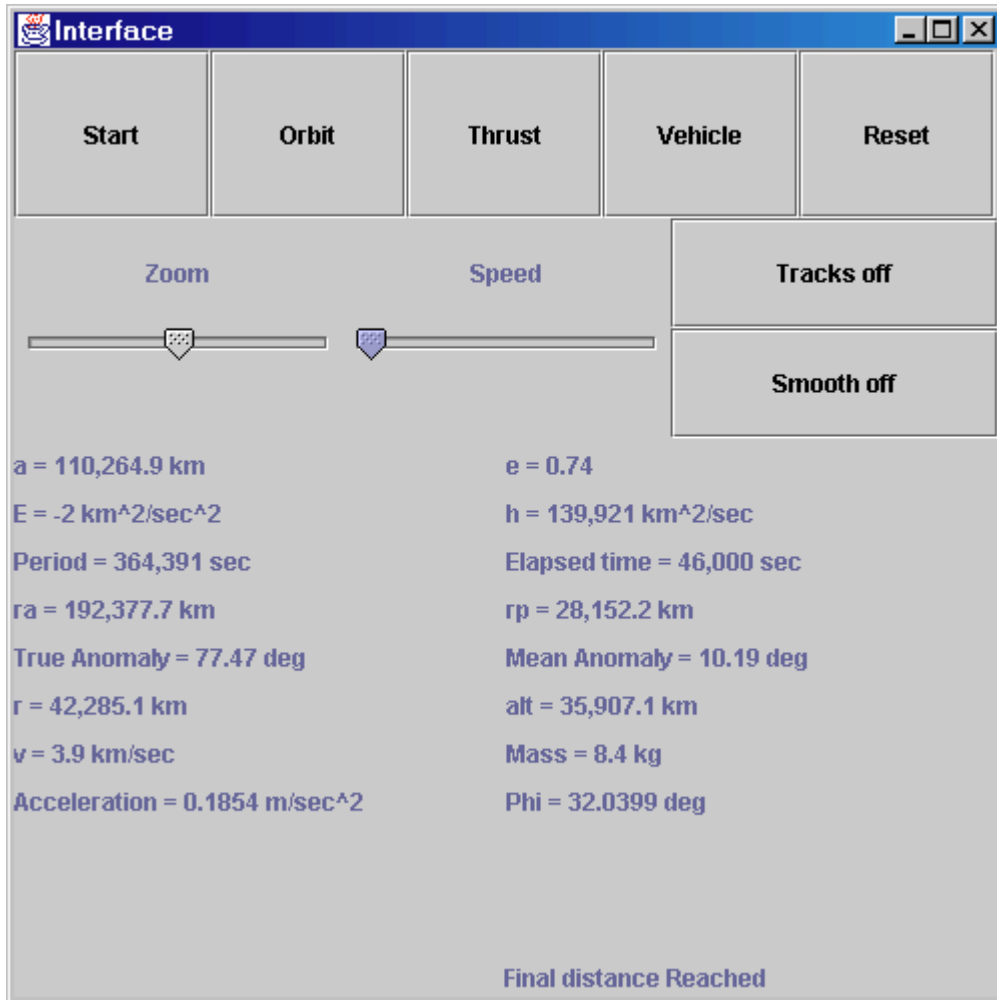 Interface
Start Orbit Thrust Vehicle Reset
Zoom Speed Tracks off
Smooth off
a = 110,264.9 km e = 0.74
E = -2 km^2/sec^2 h = 139,921 km^2/sec
Period = 364,391 sec Elapsed time = 46,000 sec
ra = 192,377.7 km rp = 28,152.2 km
True Anomaly = 77.47 deg Mean Anomaly = 10.19 deg
r = 42,285.1 km alt = 35,907.1 km
v = 3.9 km/sec Mass = 8.4 kg
Acceleration = 0.1854 m/sec^2 Phi = 32.0399 deg
Final distance Reached